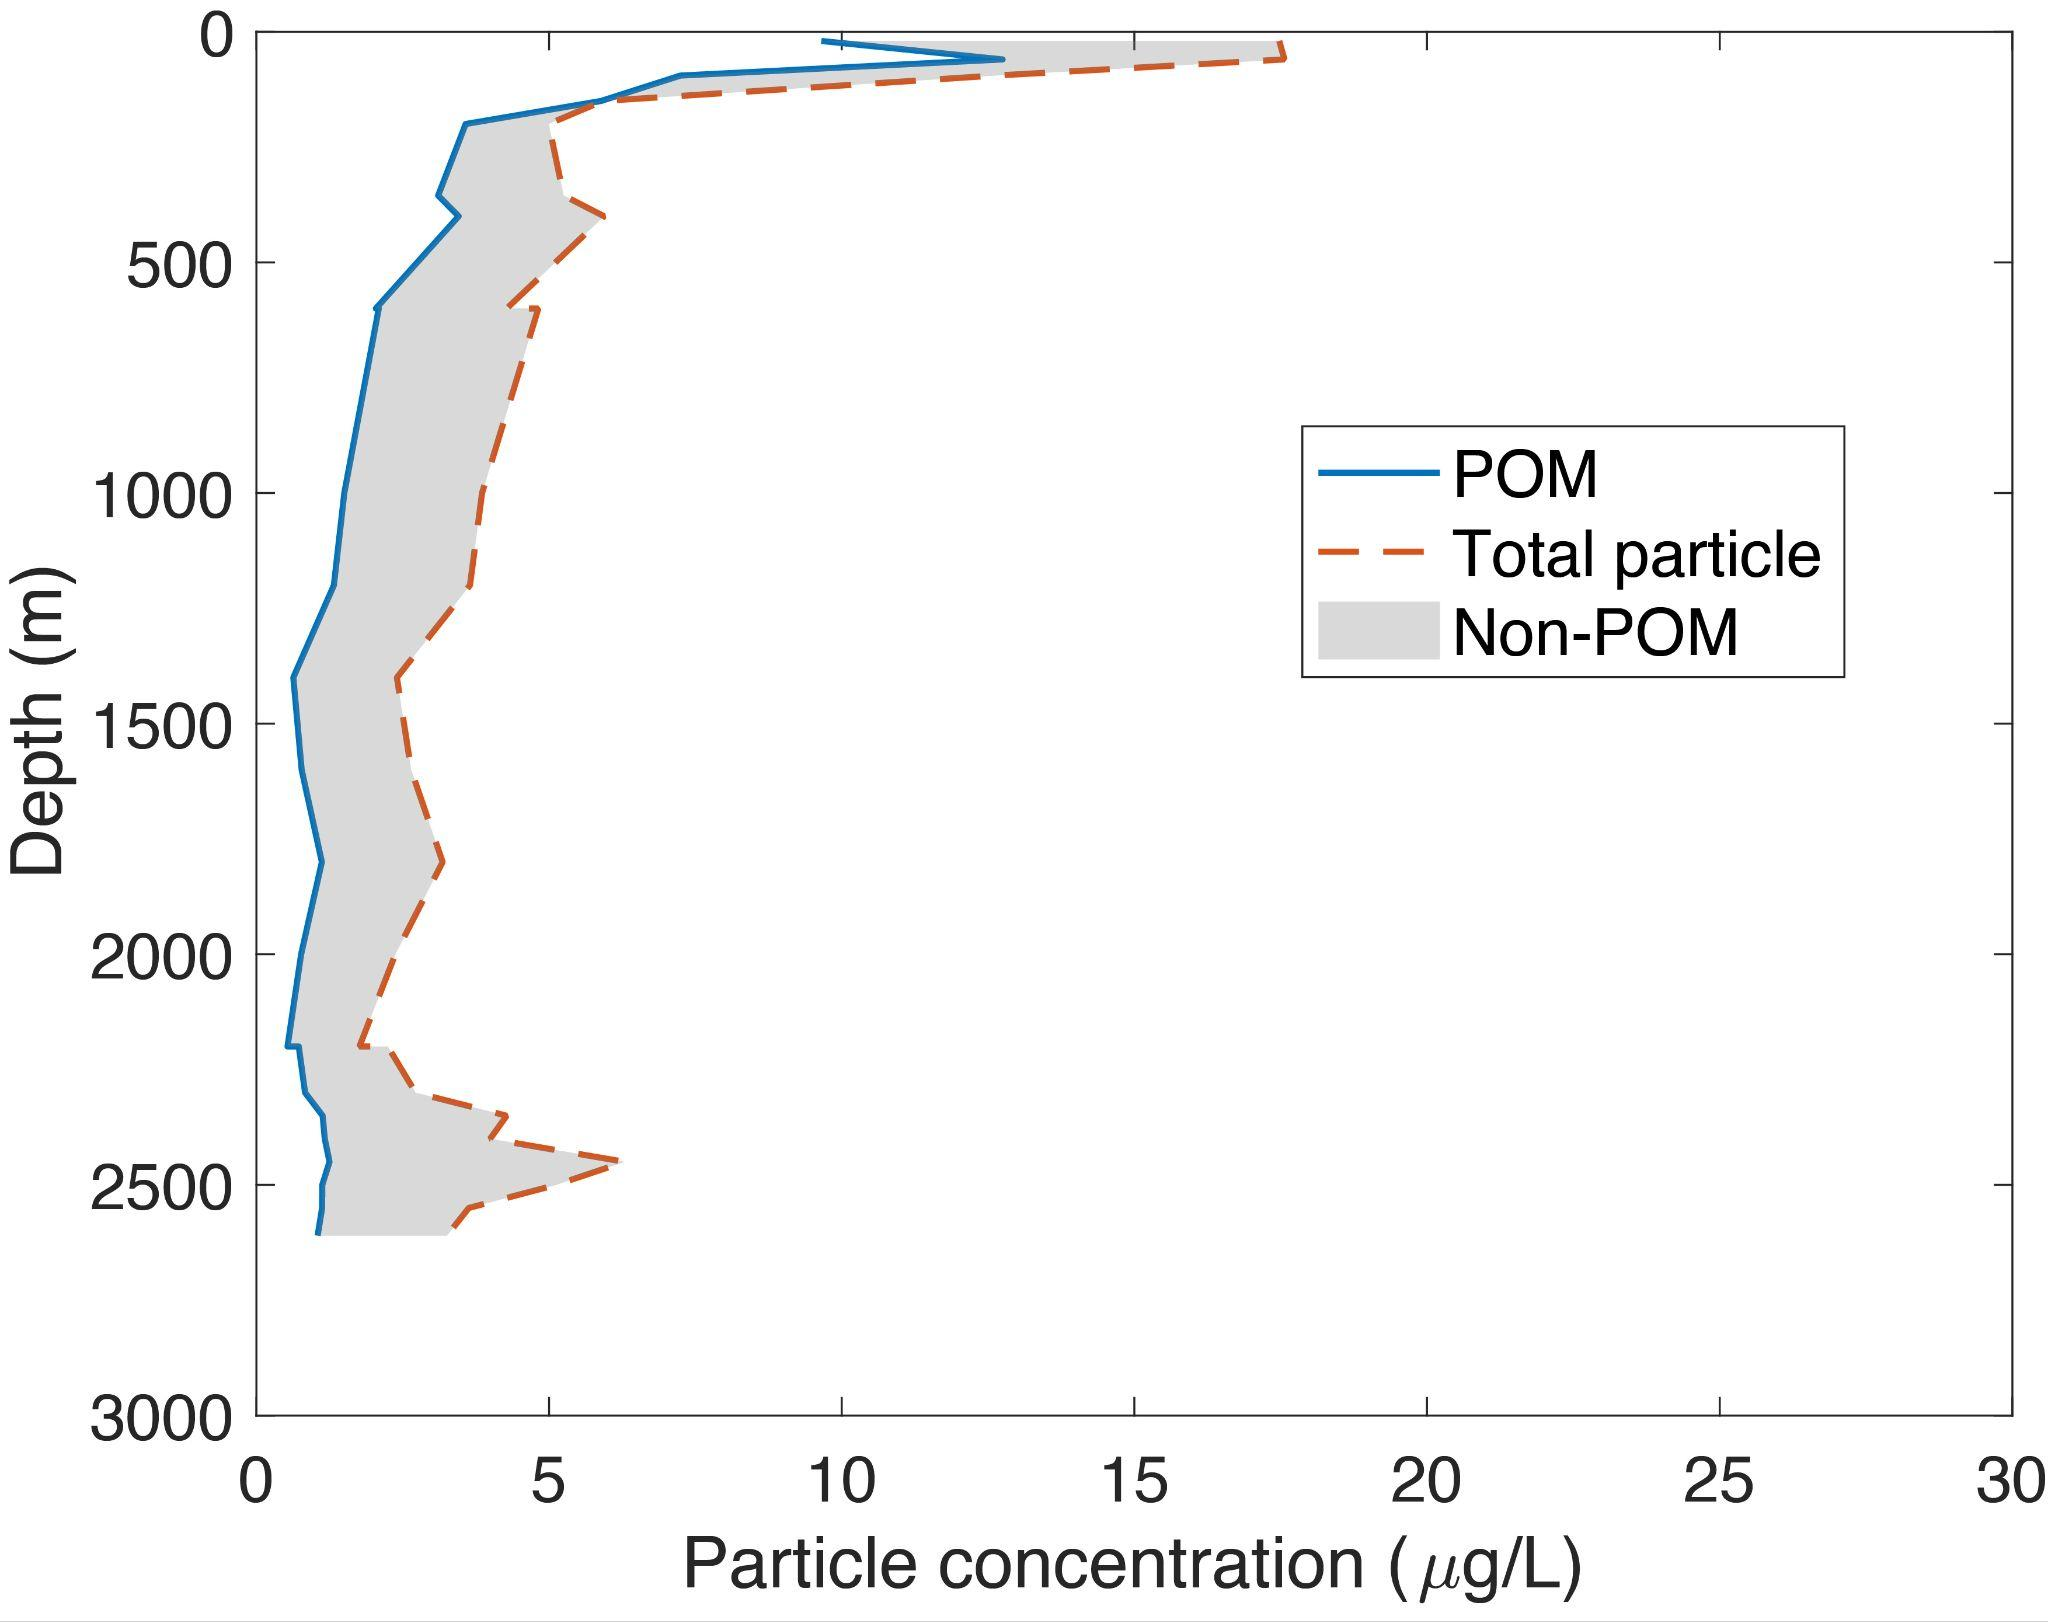 0
500
1000
1500
2000
2500
3000
Depth (m)
POM
Total particle
Non-POM
0 5 10 15 20 25 30
Particle concentration (μg/L)